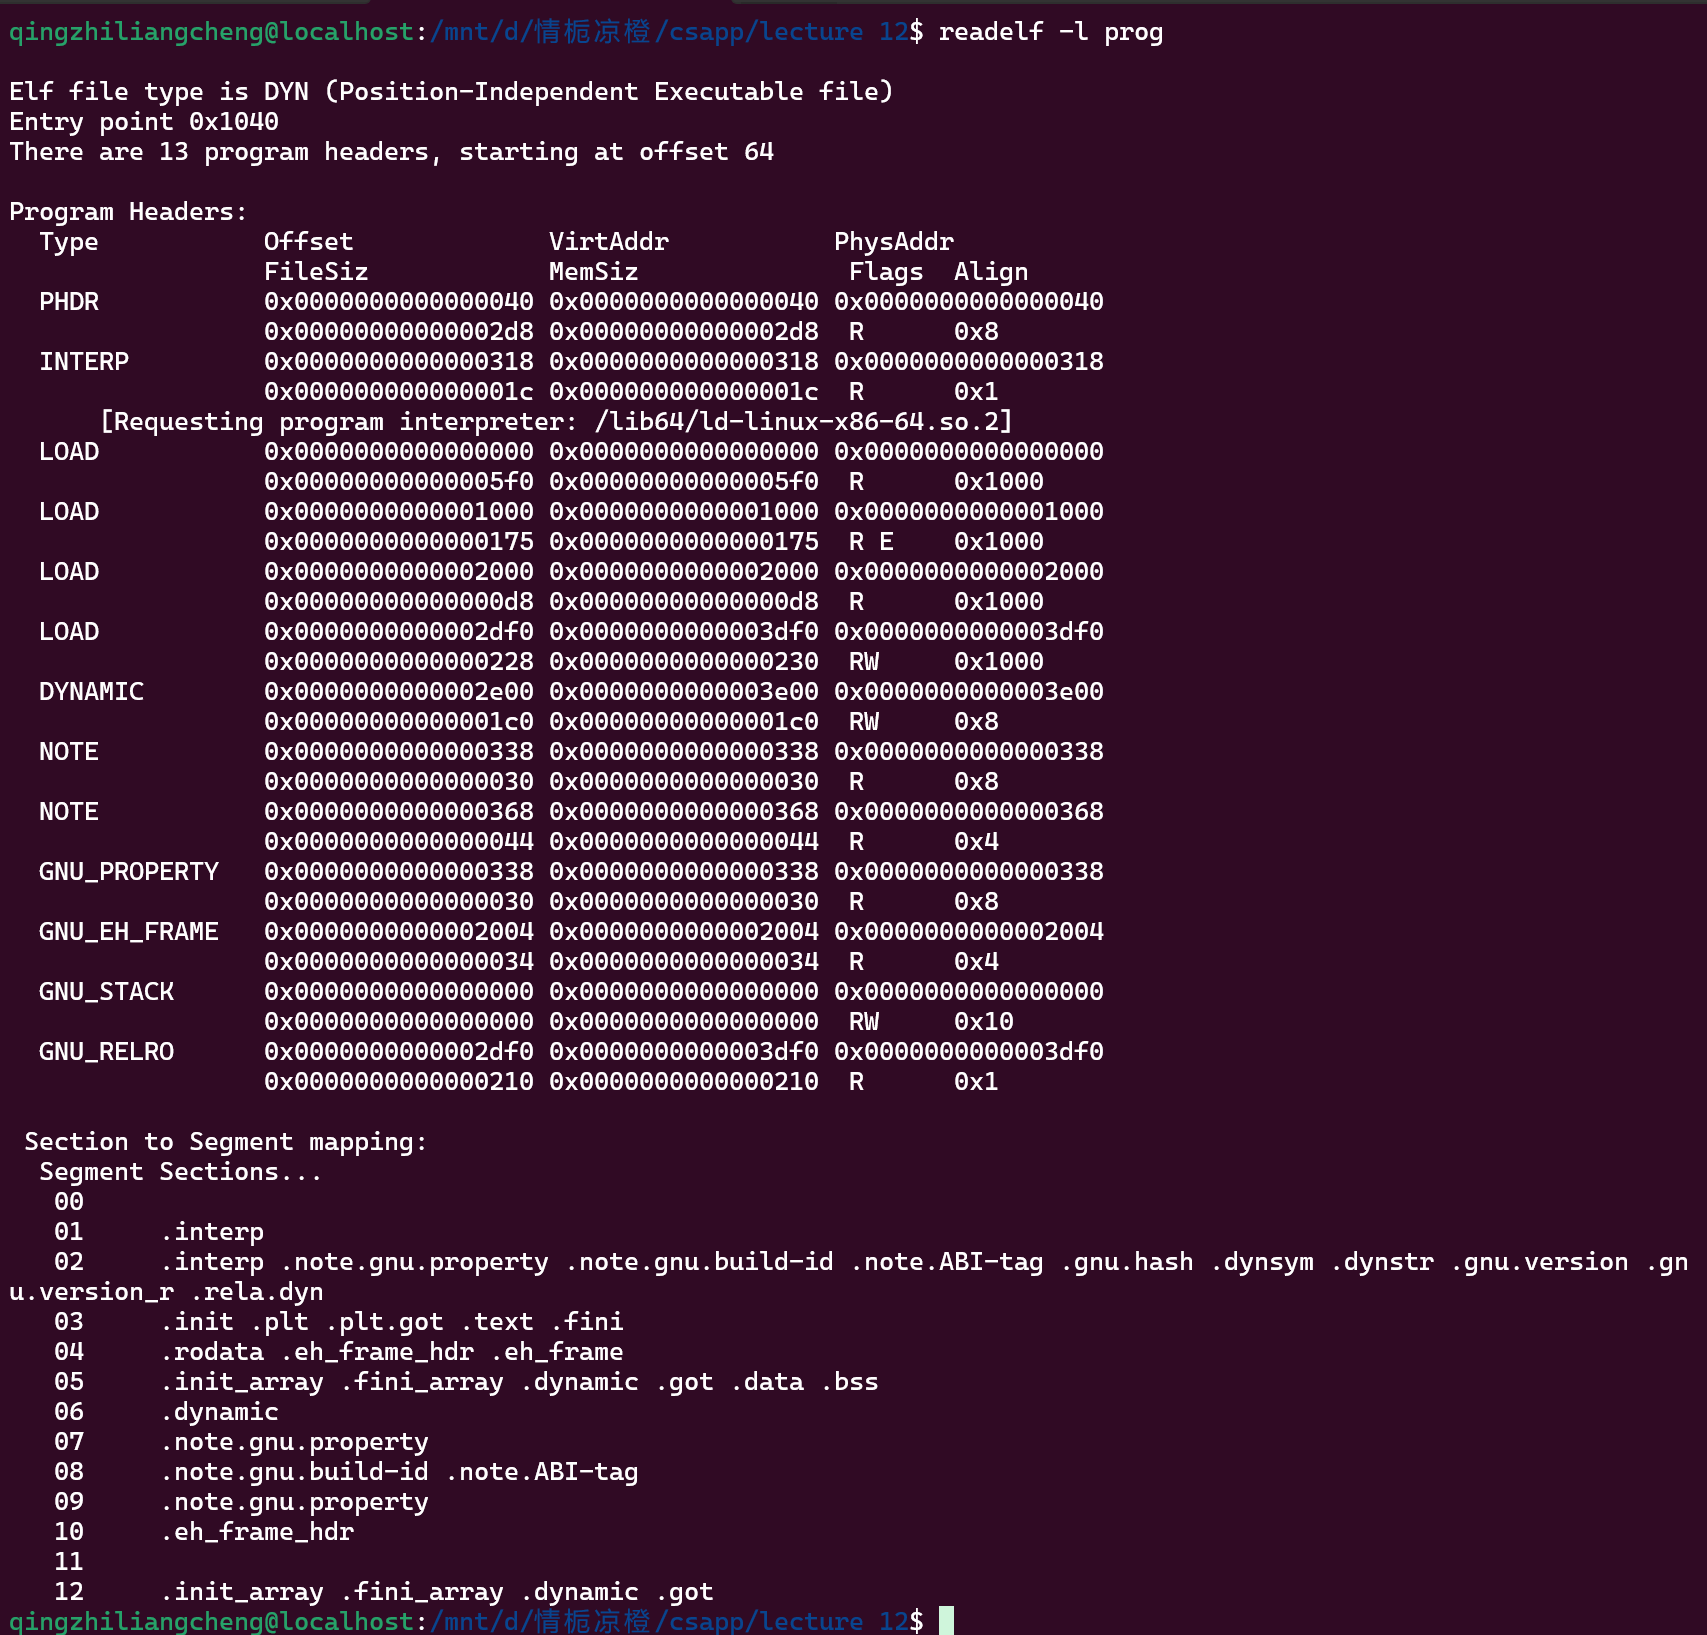 qingzhiliangcheng@localhost:/mnt/d/情栀凉橙/csapp/lecture 12$ readelf -l prog

Elf file type is DYN (Position-Independent Executable file)
Entry point 0x1040
There are 13 program headers, starting at offset 64

Program Headers:
  Type           Offset             VirtAddr           PhysAddr
                 FileSiz            MemSiz              Flags  Align
  PHDR           0x0000000000000040 0x0000000000000040 0x0000000000000040
                 0x00000000000002d8 0x00000000000002d8  R      0x8
  INTERP         0x0000000000000318 0x0000000000000318 0x0000000000000318
                 0x000000000000001c 0x000000000000001c  R      0x1
      [Requesting program interpreter: /lib64/ld-linux-x86-64.so.2]
  LOAD           0x0000000000000000 0x0000000000000000 0x0000000000000000
                 0x00000000000005f0 0x00000000000005f0  R      0x1000
  LOAD           0x0000000000001000 0x0000000000001000 0x0000000000001000
                 0x0000000000000175 0x0000000000000175  R E    0x1000
  LOAD           0x0000000000002000 0x0000000000002000 0x0000000000002000
                 0x00000000000000d8 0x00000000000000d8  R      0x1000
  LOAD           0x0000000000002df0 0x0000000000003df0 0x0000000000003df0
                 0x0000000000000228 0x0000000000000230  RW     0x1000
  DYNAMIC        0x0000000000002e00 0x0000000000003e00 0x0000000000003e00
                 0x00000000000001c0 0x00000000000001c0  RW     0x8
  NOTE           0x0000000000000338 0x0000000000000338 0x0000000000000338
                 0x0000000000000030 0x0000000000000030  R      0x8
  NOTE           0x0000000000000368 0x0000000000000368 0x0000000000000368
                 0x0000000000000044 0x0000000000000044  R      0x4
  GNU_PROPERTY   0x0000000000000338 0x0000000000000338 0x0000000000000338
                 0x0000000000000030 0x0000000000000030  R      0x8
  GNU_EH_FRAME   0x0000000000002004 0x0000000000002004 0x0000000000002004
                 0x0000000000000034 0x0000000000000034  R      0x4
  GNU_STACK      0x0000000000000000 0x0000000000000000 0x0000000000000000
                 0x0000000000000000 0x0000000000000000  RW     0x10
  GNU_RELRO      0x0000000000002df0 0x0000000000003df0 0x0000000000003df0
                 0x0000000000000210 0x0000000000000210  R      0x1

 Section to Segment mapping:
  Segment Sections...
   00
   01     .interp
   02     .interp .note.gnu.property .note.gnu.build-id .note.ABI-tag .gnu.hash .dynsym .dynstr .gnu.version .gn
u.version_r .rela.dyn
   03     .init .plt .plt.got .text .fini
   04     .rodata .eh_frame_hdr .eh_frame
   05     .init_array .fini_array .dynamic .got .data .bss
   06     .dynamic
   07     .note.gnu.property
   08     .note.gnu.build-id .note.ABI-tag
   09     .note.gnu.property
   10     .eh_frame_hdr
   11
   12     .init_array .fini_array .dynamic .got
qingzhiliangcheng@localhost:/mnt/d/情栀凉橙/csapp/lecture 12$